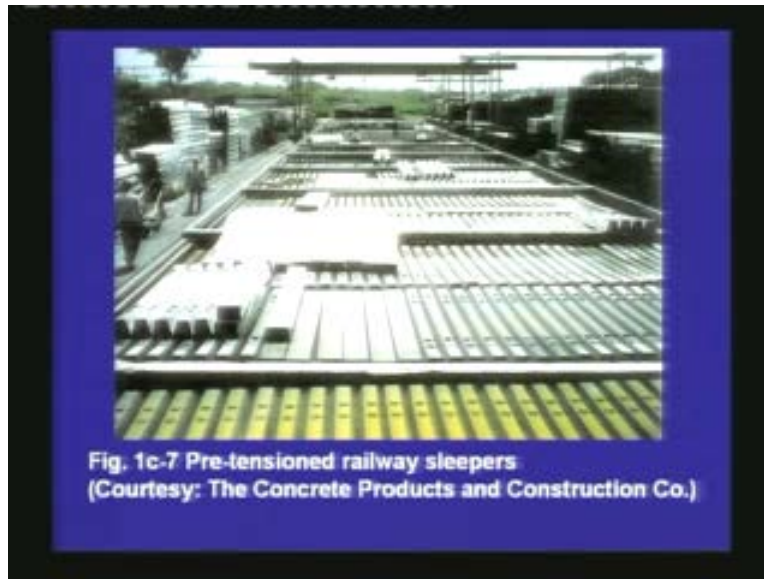 Fig. 1c-7 Pre-tensioned railway sleepers
(Courtesy: The Concrete Products and Construction Co.)